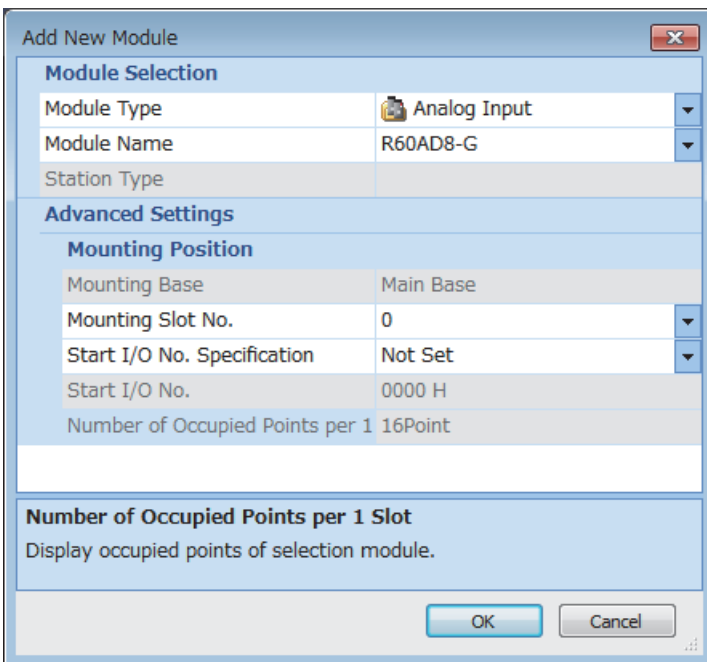 Add New Module
Module Selection
Module Type Analog Input
Module Name R60AD8-G
Station Type
Advanced Settings
Mounting Position
Mounting Base Main Base
Mounting Slot No. 0
Start I/O No. Specification Not Set
Start I/O No. 0000 H
Number of Occupied Points per 1 16Point
Number of Occupied Points per 1 Slot
Display occupied points of selection module.
OK Cancel